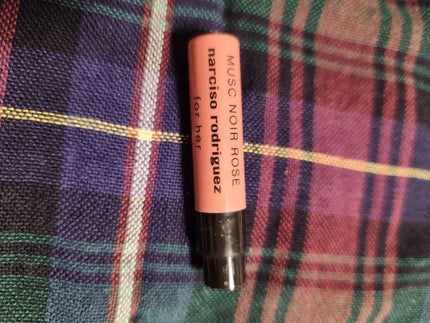 MUSC NOIR ROSE
narciso rodriguez
for her